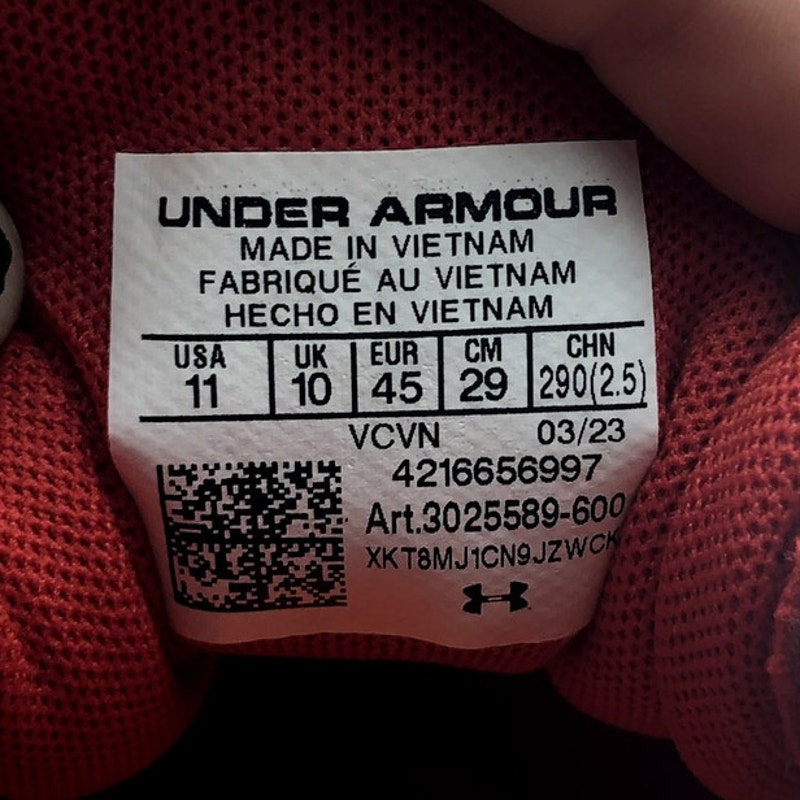 UNDER ARMOUR
MADE IN VIETNAM
FABRIQUÉ AU VIETNAM
HECHO EN VIETNAM
USA UK EUR CM CHN
11 10 45 29 290(2.5)
VCVN 03/23
4216656997
Art.3025589-600
XKT8MJ1CN9JZWCK